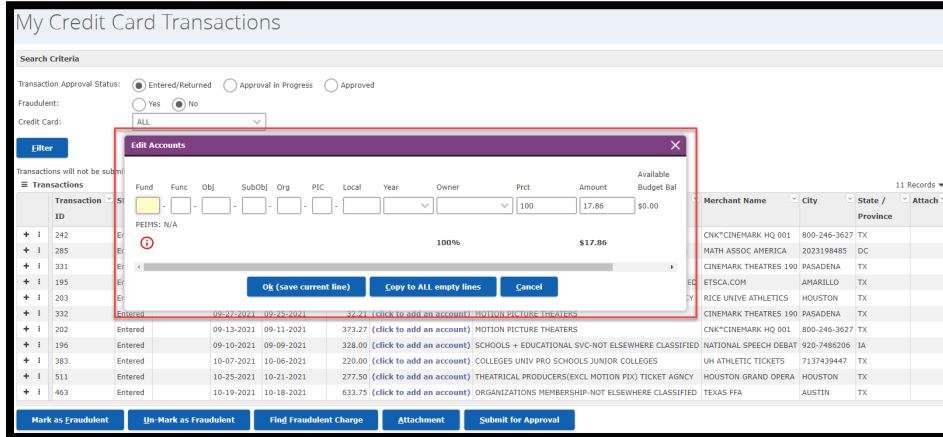 My Credit Card Transactions
Search Criteria
Transaction Approval Status: Entered/Returned Approval in Progress Approved
Fraudulent: Yes No
Credit Card: ALL
Filter
Edit Accounts
Transactions will not be submi
Transactions 11 Records
Available
Fund Func Obj SubObj Org PIC Local Year Owner Prct Amount Budget Bal
- - - - - - 100 17.86 $0.00
PEIMS: N/A
100% $17.86
Ok (save current line) Copy to ALL empty lines Cancel
Transaction ID St Merchant Name City State / Province Attach
+ 242 En CNK*CINEMARK HQ 001 800-246-3627 TX
+ 285 En MATH ASSOC AMERICA 2023198485 DC
+ 331 En CINEMARK THEATRES 190 PASADENA TX
+ 195 En ED ETSCA.COM AMARILLO TX
+ 203 En CY RICE UNIVE ATHLETICS HOUSTON TX
+ 332 Entered 09-27-2021 09-25-2021 32.21 (click to add an account) MOTION PICTURE THEATERS CINEMARK THEATRES 190 PASADENA TX
+ 202 Entered 09-13-2021 09-11-2021 373.27 (click to add an account) MOTION PICTURE THEATERS CNK*CINEMARK HQ 001 800-246-3627 TX
+ 196 Entered 09-10-2021 09-09-2021 328.00 (click to add an account) SCHOOLS + EDUCATIONAL SVC-NOT ELSEWHERE CLASSIFIED NATIONAL SPEECH DEBAT 920-7486206 IA
+ 383 Entered 10-07-2021 10-06-2021 220.00 (click to add an account) COLLEGES UNIV PRO SCHOOLS JUNIOR COLLEGES UH ATHLETIC TICKETS 7137439447 TX
+ 511 Entered 10-25-2021 10-21-2021 277.50 (click to add an account) THEATRICAL PRODUCERS(EXCL MOTION PIX) TICKET AGNCY HOUSTON GRAND OPERA HOUSTON TX
+ 463 Entered 10-19-2021 10-18-2021 633.75 (click to add an account) ORGANIZATIONS MEMBERSHIP-NOT ELSEWHERE CLASSIFIED TEXAS FFA AUSTIN TX
Mark as Fraudulent Un-Mark as Fraudulent Find Fraudulent Charge Attachment Submit for Approval